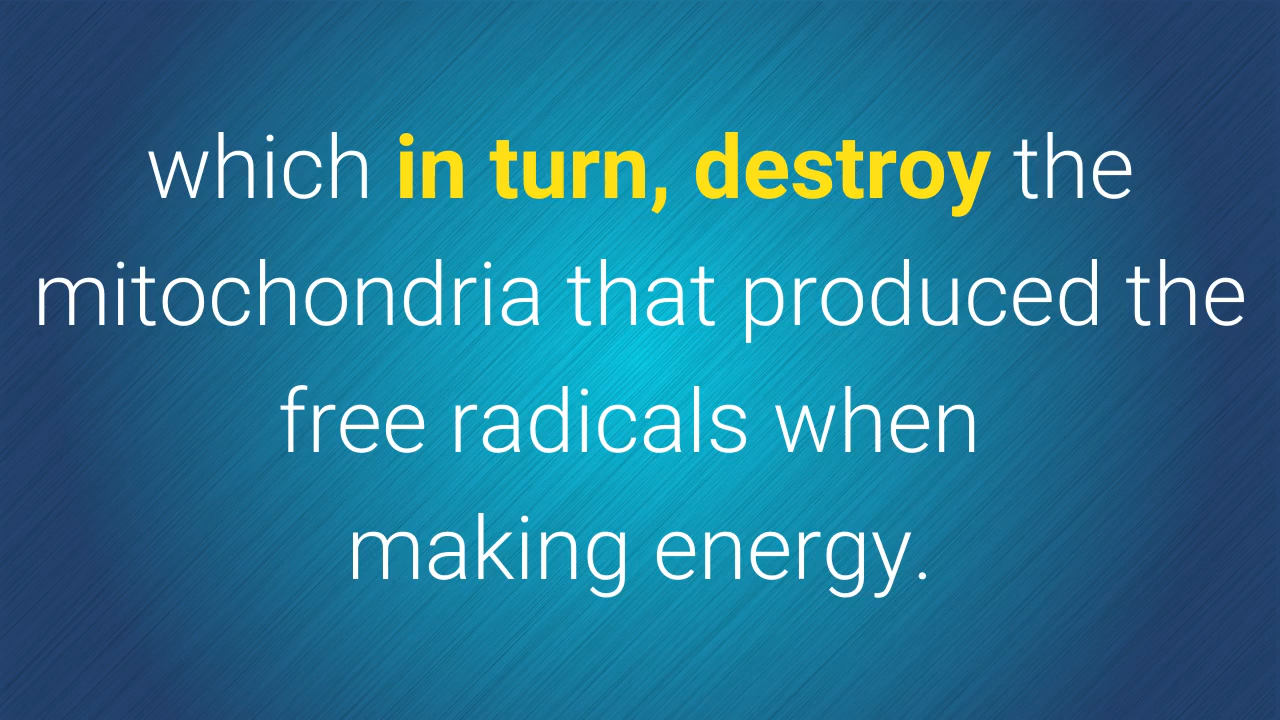 which in turn, destroy the
mitochondria that produced the
free radicals when
making energy.